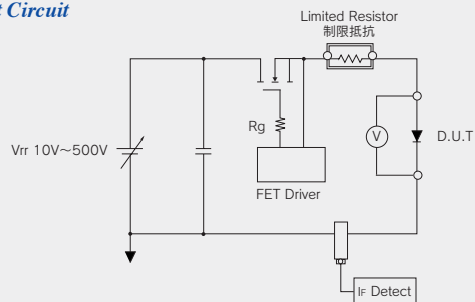 Circuit
Limited Resistor
制限抵抗
Rg
V
D.U.T
Vrr 10V～500V
FET Driver
IF Detect